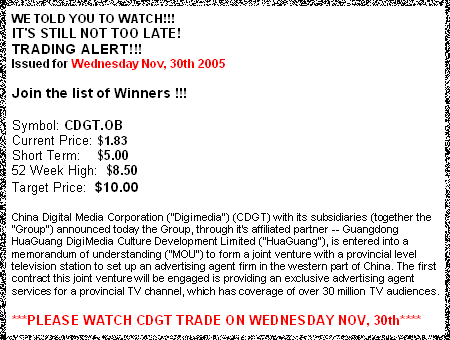 WE TOLD YOU TO WATCH!!!
IT'S STILL NOT TOO LATE!
TRADING ALERT!!!
Issued for Wednesday Nov, 30th 2005
Join the list of Winners !!!
Symbol: CDGT.OB
Current Price: $1.83
Short Term: $5.00
52 Week High: $8.50
Target Price: $10.00
China Digital Media Corporation ("Digimedia") (CDGT) with its subsidiaries (together the
"Group") announced today the Group, through it's affiliated partner -- Guangdong
HuaGuang DigiMedia Culture Development Limited ("HuaGuang"), is entered into a
memorandum of understanding ("MOU") to form a joint venture with a provincial level
television station to set up an advertising agent firm in the western part of China. The first
contract this joint venture will be engaged is providing an exclusive advertising agent
services for a provincial TV channel, which has coverage of over 30 million TV audiences.
***PLEASE WATCH CDGT TRADE ON WEDNESDAY NOV, 30th****